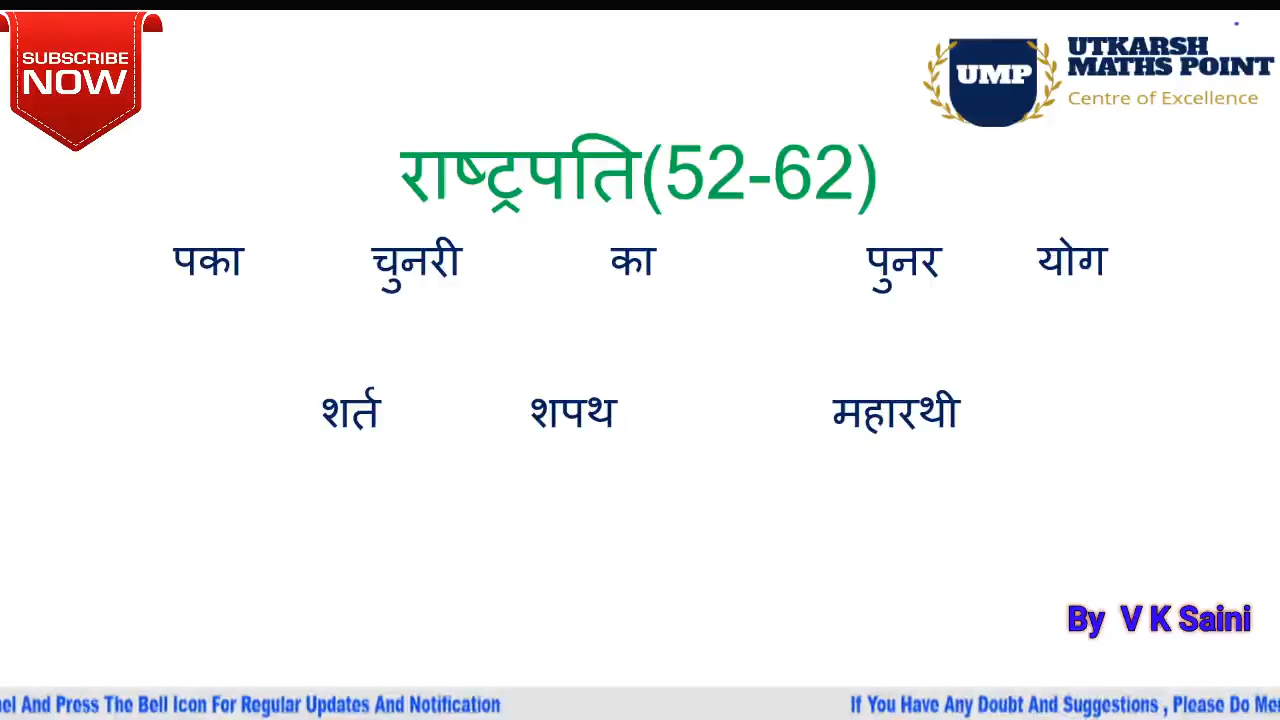 SUBSCRIBE
NOW
UMP
UTKARSH
MATHS POINT
Centre of Excellence
राष्ट्रपति(52-62)
पका चुनरी का पुनर योग
शर्त शपथ महारथी
By V K Saini
And Press The Bell Icon For Regular Updates And Notification If You Have Any Doubt And Suggestions , Please Do